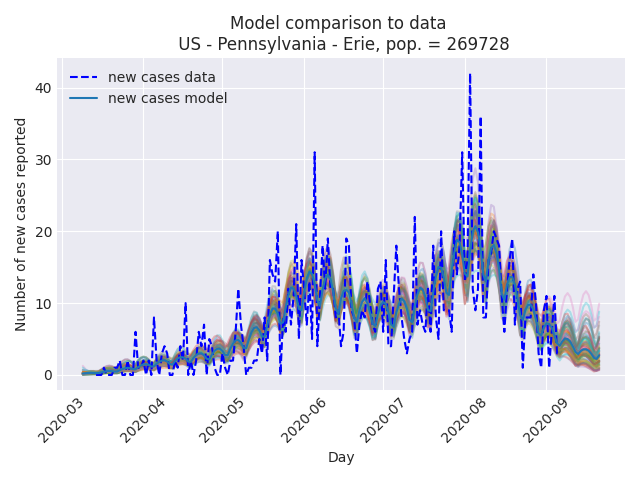 Model comparison to data
US - Pennsylvania - Erie, pop. = 269728
new cases data
new cases model
Number of new cases reported
40
30
20
10
0
2020-03
2020-04
2020-05
2020-06
2020-07
2020-08
2020-09
Day